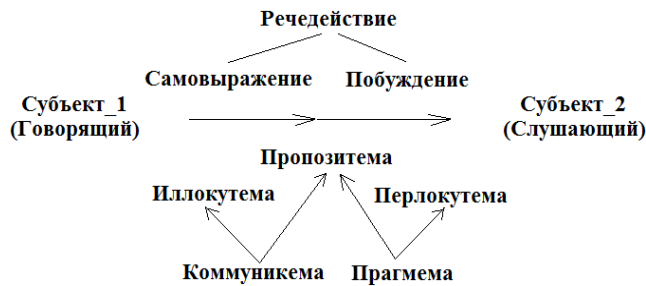 Речедействие
Самовыражение Побуждение
Субъект_1 Субъект_2
(Говорящий) (Слушающий)
Пропозитема
Иллокутема Перлокутема
Коммуникема Прагмема